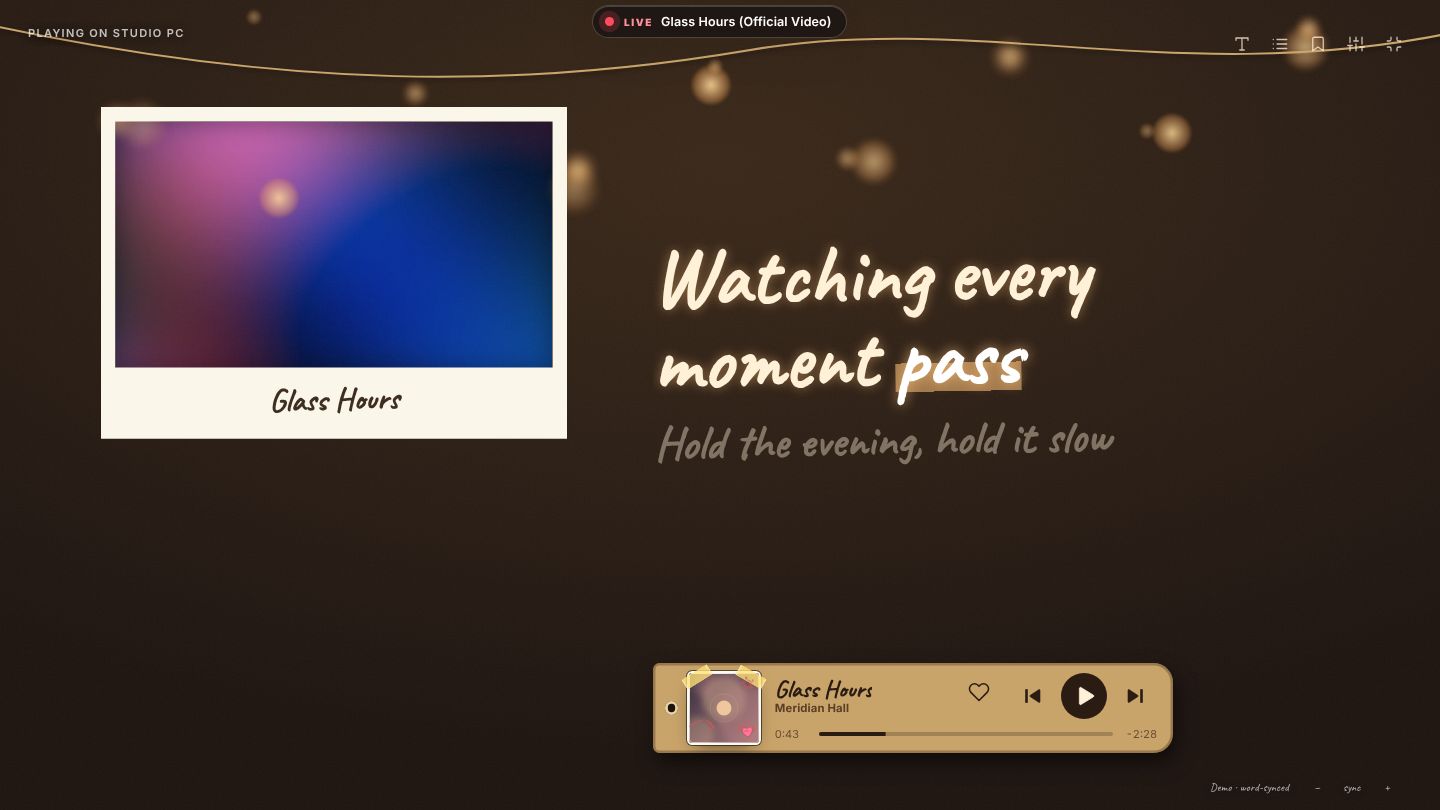 PLAYING ON STUDIO PC
LIVE Glass Hours (Official Video)
Glass Hours
Watching every
moment pass
Hold the evening, hold it slow
Glass Hours
Meridian Hall
0:43
-2:28
Demo · word-synced − sync +